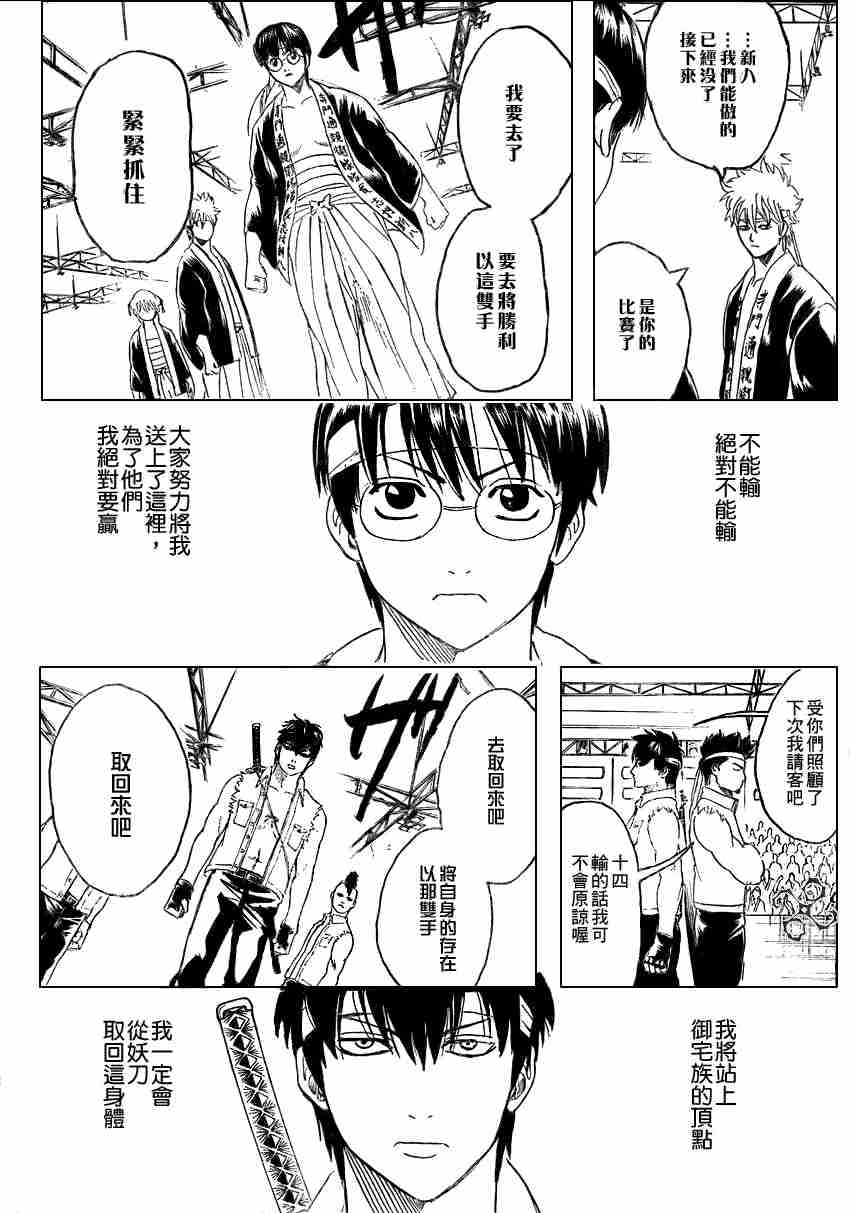 …新八
…我們能做的
已經沒了
接下來
是你的
比賽了
我要去了
要去將勝利
以這雙手
緊緊抓住
不能輸
絕對不能輸
大家努力將我
送上了這裡，
為了他們
我絕對要贏
受你們照顧了
下次我請客吧
十四
輸的話我可
不會原諒喔
去取回來吧
將自身的存在
以那雙手
取回來吧
我將站上
御宅族的頂點
我一定會
從妖刀
取回這身體